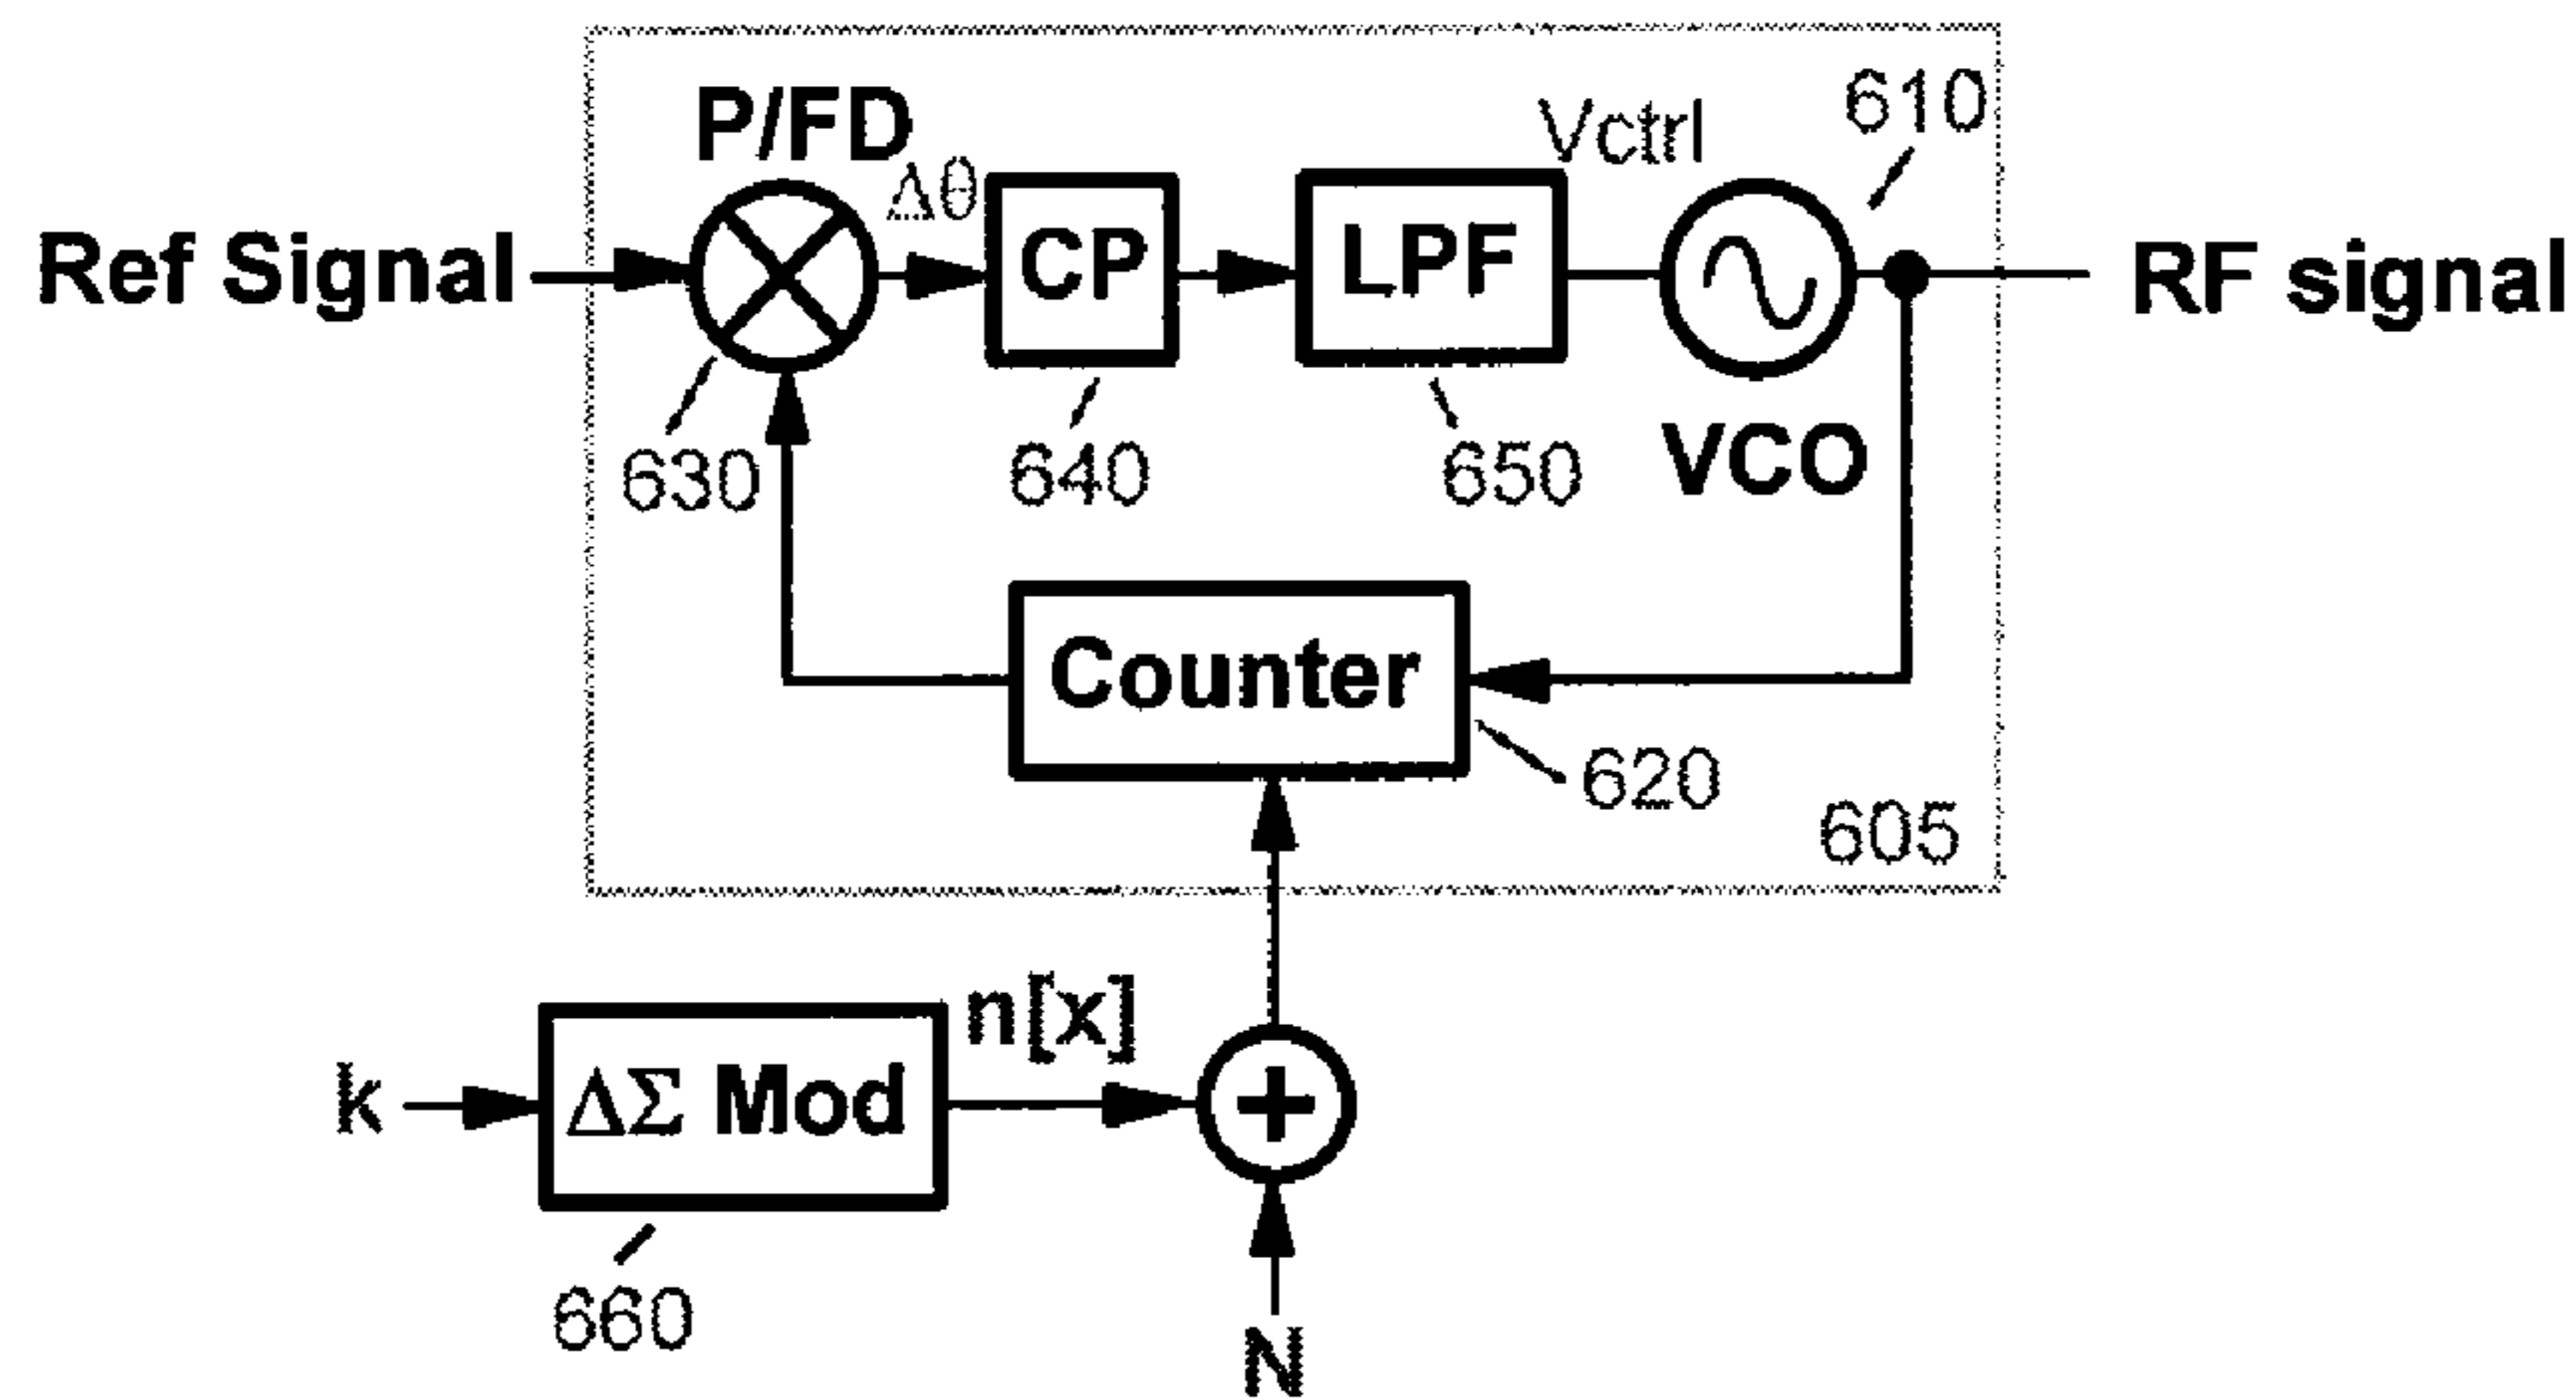 P/FD
Δθ
Vctrl
610
Ref Signal
CP
LPF
RF signal
630
640
650
VCO
Counter
620
605
n[x]
k
ΔΣ Mod
+
660
N